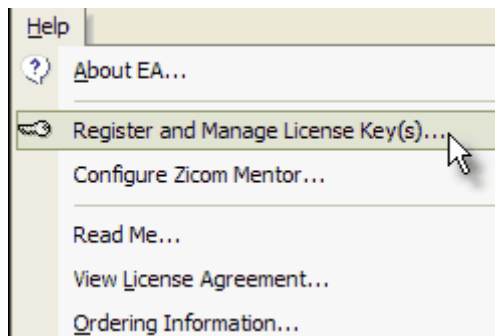 Help
About EA...
Register and Manage License Key(s)...
Configure Zicom Mentor...
Read Me...
View License Agreement...
Ordering Information...